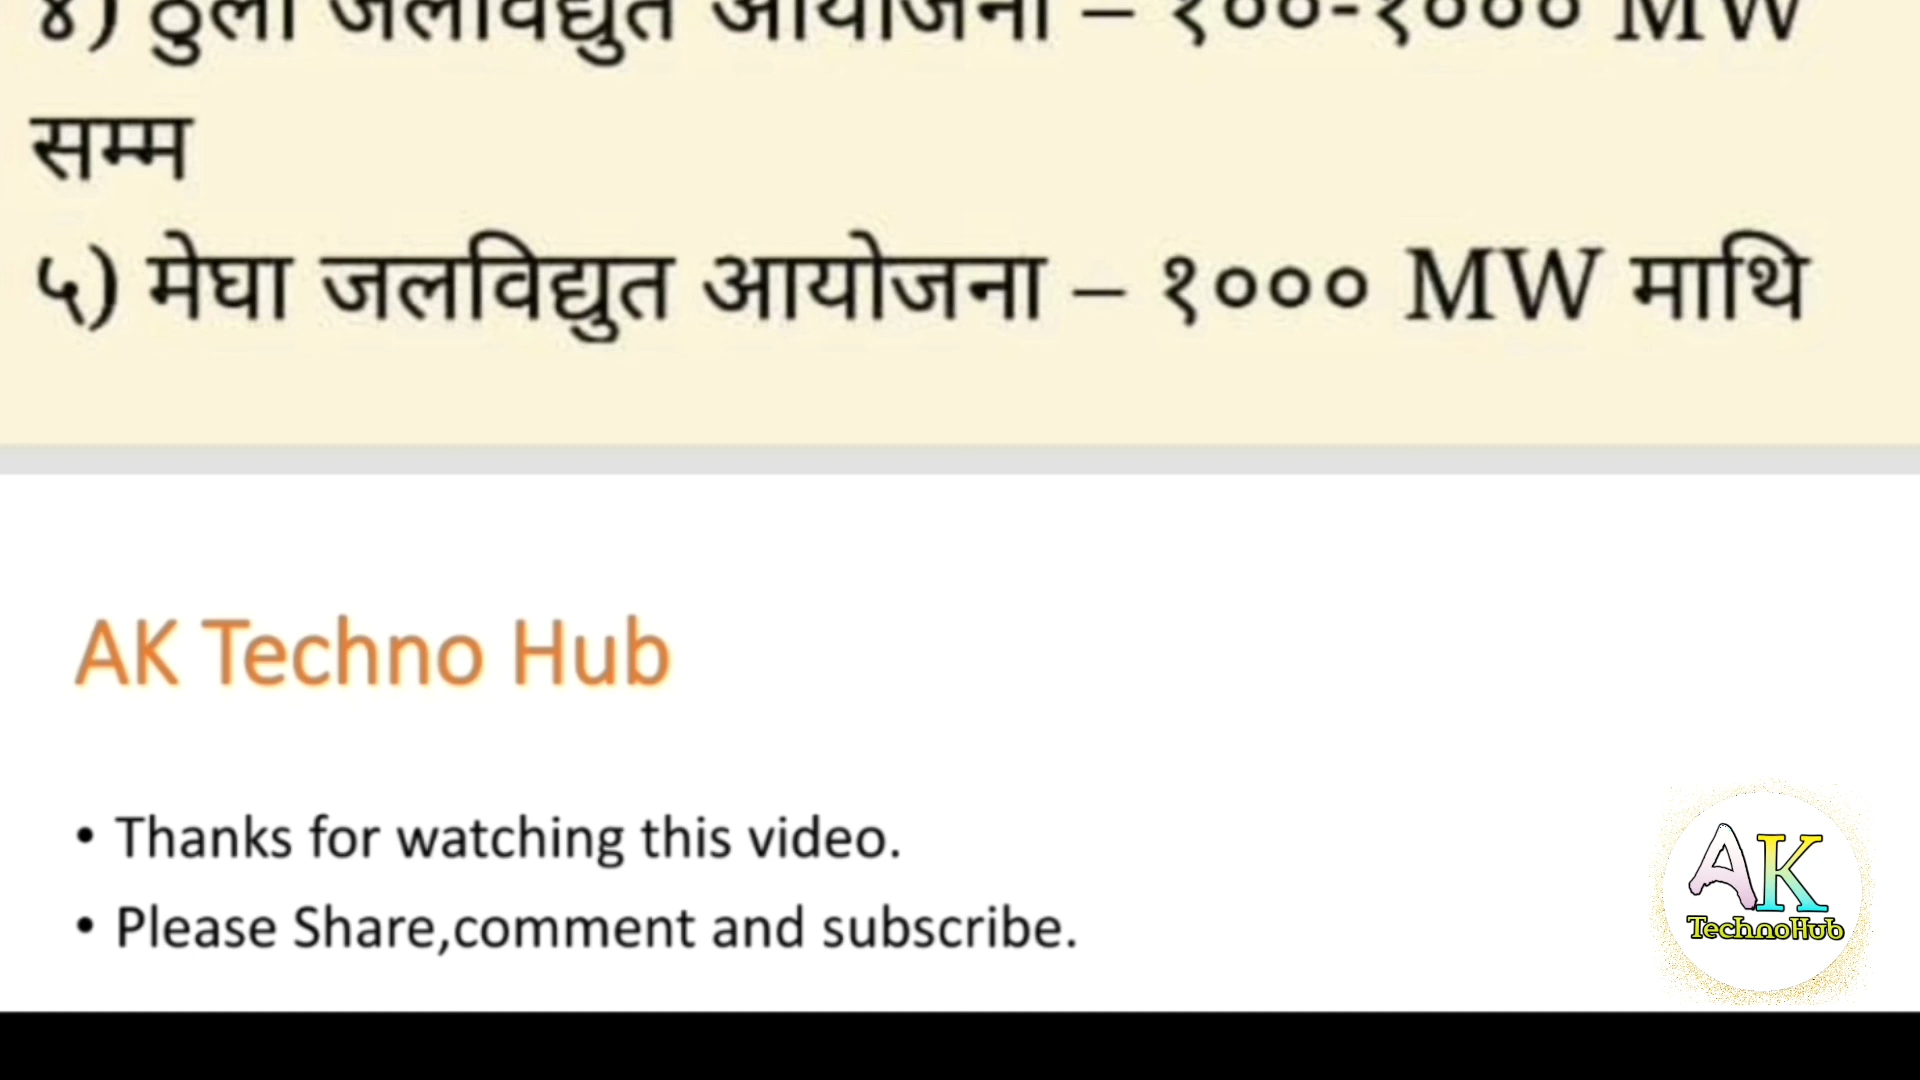 ४) ठुला जलविद्युत आयोजना – १००-१००० MW
सम्म
५) मेघा जलविद्युत आयोजना – १००० MW माथि
AK Techno Hub
• Thanks for watching this video.
• Please Share,comment and subscribe.
AK
TechnoHub